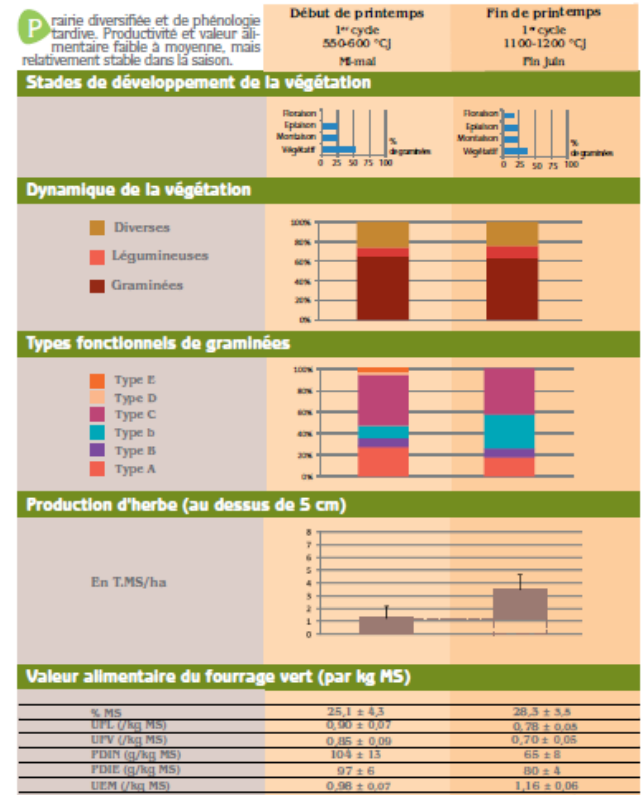 Prairie diversifiée et de phénologie
tardive. Productivité et valeur ali-
mentaire faible à moyenne, mais
relativement stable dans la saison.
Début de printemps
1er cycle
550-600 °CJ
Mi-mai
Fin de printemps
1er cycle
1100-1200 °CJ
Fin juin
Stades de développement de la végétation
Floraison
Epiaison
Montaison
Végétatif
0 25 50 75 100
%
de graminées
Floraison
Epiaison
Montaison
Végétatif
0 25 50 75 100
%
de graminées
Dynamique de la végétation
Diverses
Légumineuses
Graminées
100%
80%
60%
40%
20%
0%
Types fonctionnels de graminées
Type E
Type D
Type C
Type b
Type B
Type A
100%
80%
60%
40%
20%
0%
Production d'herbe (au dessus de 5 cm)
En T.MS/ha
8
7
6
5
4
3
2
1
0
Valeur alimentaire du fourrage vert (par kg MS)
% MS 25,1 ± 4,3 28,3 ± 3,5
UFL (/kg MS) 0,90 ± 0,07 0,78 ± 0,05
UFV (/kg MS) 0,85 ± 0,09 0,70 ± 0,05
PDIN (g/kg MS) 104 ± 13 65 ± 8
PDIE (g/kg MS) 97 ± 6 80 ± 4
UEM (/kg MS) 0,98 ± 0,07 1,16 ± 0,06